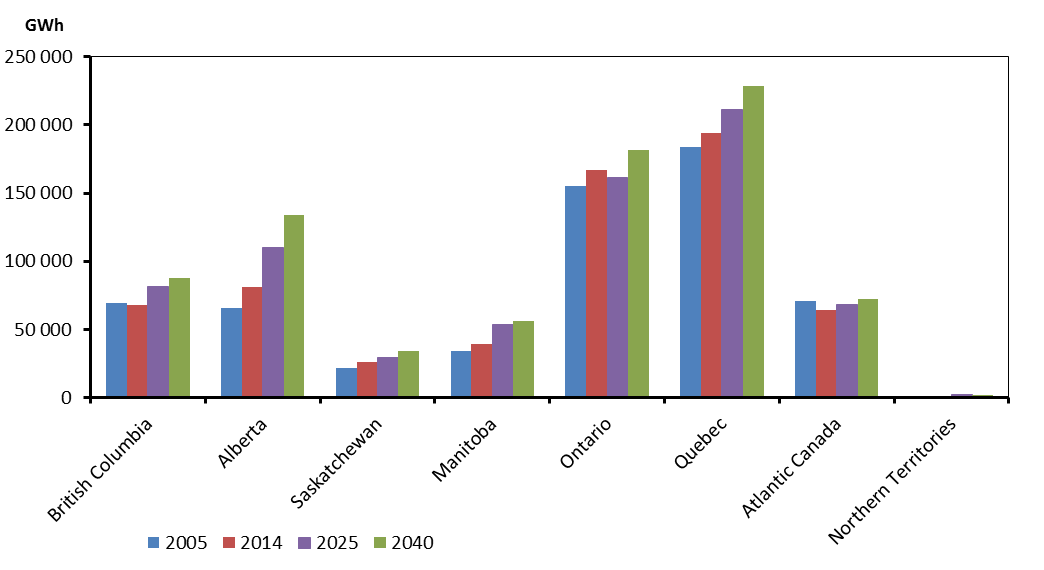 GWh
250 000
200 000
150 000
100 000
50 000
0
British Columbia
Alberta
Saskatchewan
Manitoba
Ontario
Quebec
Atlantic Canada
Northern Territories
2005 2014 2025 2040